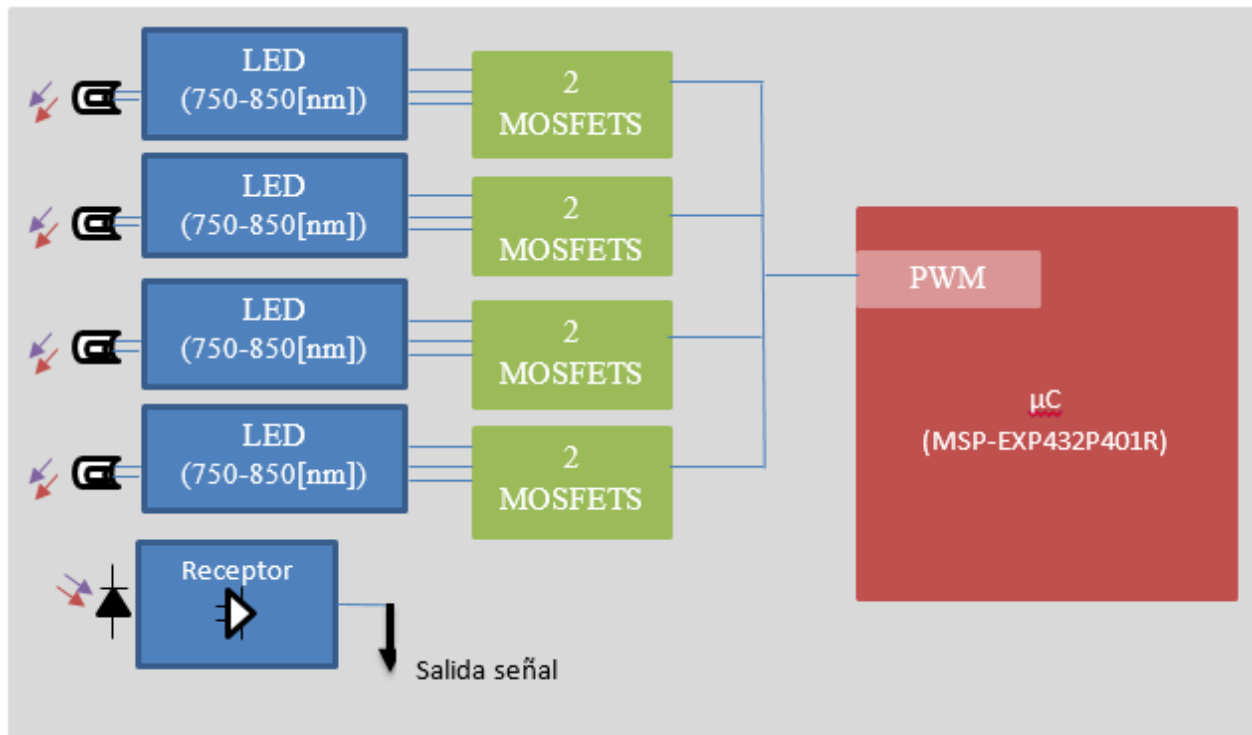 LED
(750-850[nm])
2
MOSFETS
LED
(750-850[nm])
2
MOSFETS
LED
(750-850[nm])
2
MOSFETS
LED
(750-850[nm])
2
MOSFETS
PWM
µC
(MSP-EXP432P401R)
Receptor
Salida señal